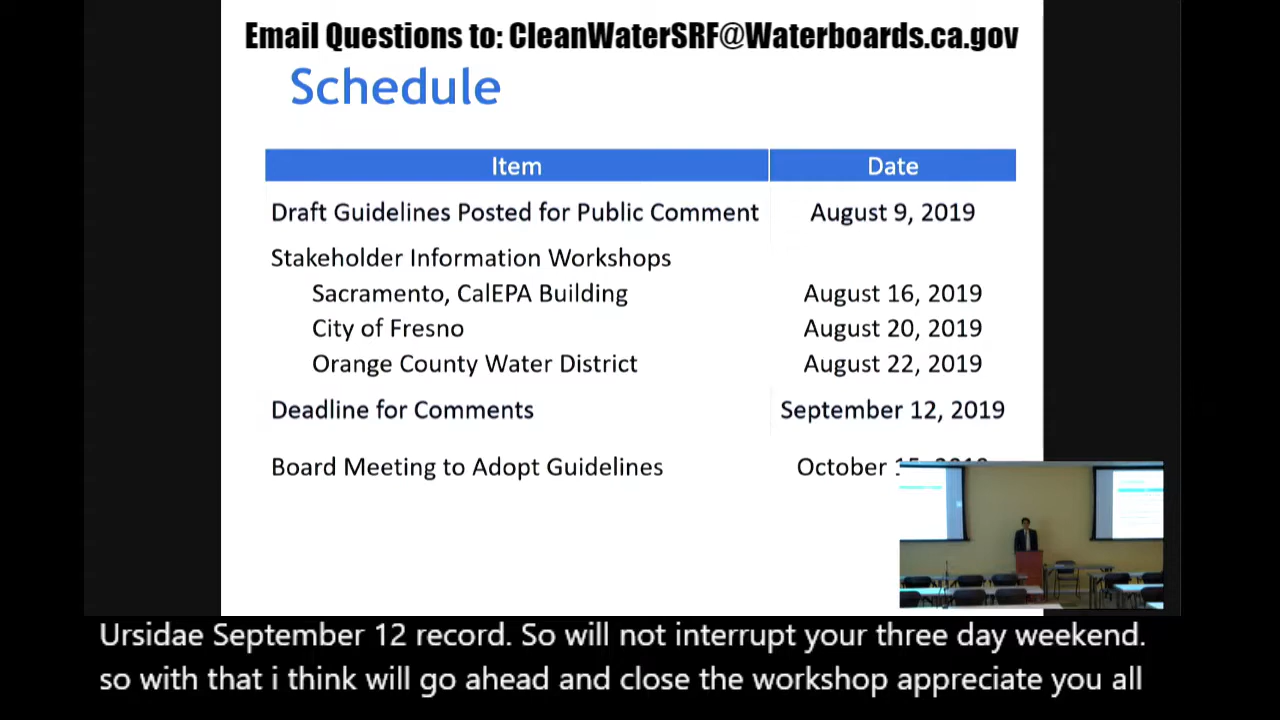 Email Questions to: CleanWaterSRF@Waterboards.ca.gov
Schedule
Item Date
Draft Guidelines Posted for Public Comment August 9, 2019
Stakeholder Information Workshops
Sacramento, CalEPA Building August 16, 2019
City of Fresno August 20, 2019
Orange County Water District August 22, 2019
Deadline for Comments September 12, 2019
Board Meeting to Adopt Guidelines October
Ursidae September 12 record. So will not interrupt your three day weekend.
so with that i think will go ahead and close the workshop appreciate you all